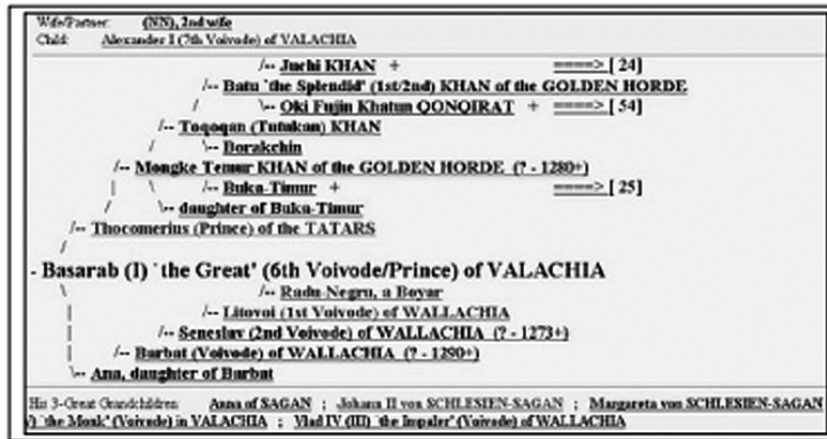 Wife/Partner: (NN), 2nd wife
Child: Alexander I (7th Voivode) of VALACHIA
/-- Juchi KHAN + ====> [ 24]
/-- Batu `the Splendid' (1st/2nd) KHAN of the GOLDEN HORDE
/ \-- Oki Fujin Khatun QONQIRAT + ====> [ 54]
/-- Toqoqan (Tutukan) KHAN
/ \-- Borakchin
/-- Mongke Temur KHAN of the GOLDEN HORDE (? - 1280+)
| \ /-- Buka-Timur + ====> [ 25]
/ \-- daughter of Buka-Timur
/-- Thocomerius (Prince) of the TATARS
/
- Basarab (I) `the Great' (6th Voivode/Prince) of VALACHIA
\ /-- Radu-Negru, a Boyar
| /-- Litovoi (1st Voivode) of WALLACHIA
| /-- Seneslav (2nd Voivode) of WALLACHIA (? - 1273+)
| /-- Barbat (Voivode) of WALLACHIA (? - 1290+)
\-- Ana, daughter of Barbat
His 3-Great Grandchildren: Anna of SAGAN ; Johann II von SCHLESIEN-SAGAN ; Margareta von SCHLESIEN-SAGAN
) `the Monk' (Voivode) in VALACHIA ; Vlad IV (III) `the Impaler' (Voivode) of WALLACHIA